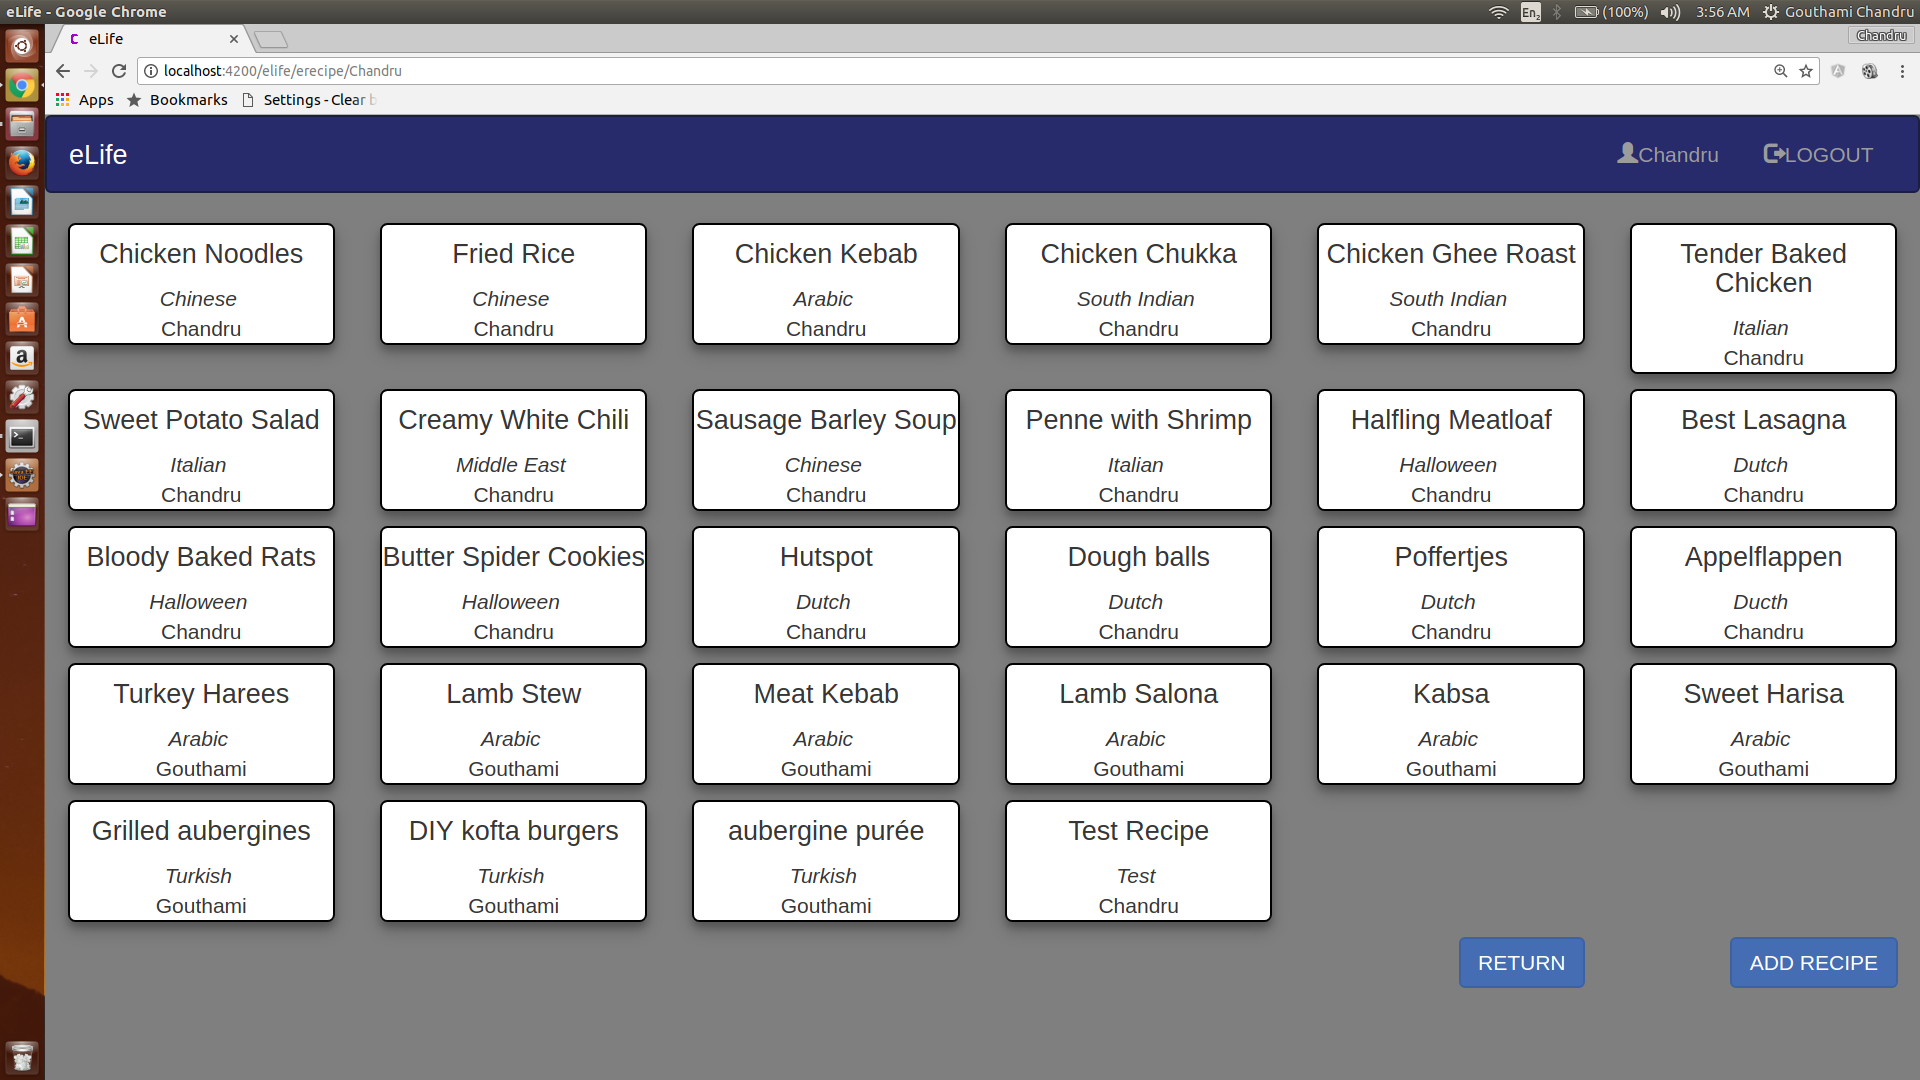 eLife - Google Chrome
En2 (100%) 3:56 AM Gouthami Chandru
eLife
Chandru
localhost:4200/elife/erecipe/Chandru
Apps Bookmarks Settings - Clear b
eLife Chandru LOGOUT
Chicken Noodles
Chinese
Chandru
Fried Rice
Chinese
Chandru
Chicken Kebab
Arabic
Chandru
Chicken Chukka
South Indian
Chandru
Chicken Ghee Roast
South Indian
Chandru
Tender Baked
Chicken
Italian
Chandru
Sweet Potato Salad
Italian
Chandru
Creamy White Chili
Middle East
Chandru
Sausage Barley Soup
Chinese
Chandru
Penne with Shrimp
Italian
Chandru
Halfling Meatloaf
Halloween
Chandru
Best Lasagna
Dutch
Chandru
Bloody Baked Rats
Halloween
Chandru
Butter Spider Cookies
Halloween
Chandru
Hutspot
Dutch
Chandru
Dough balls
Dutch
Chandru
Poffertjes
Dutch
Chandru
Appelflappen
Ducth
Chandru
Turkey Harees
Arabic
Gouthami
Lamb Stew
Arabic
Gouthami
Meat Kebab
Arabic
Gouthami
Lamb Salona
Arabic
Gouthami
Kabsa
Arabic
Gouthami
Sweet Harisa
Arabic
Gouthami
Grilled aubergines
Turkish
Gouthami
DIY kofta burgers
Turkish
Gouthami
aubergine purée
Turkish
Gouthami
Test Recipe
Test
Chandru
RETURN
ADD RECIPE